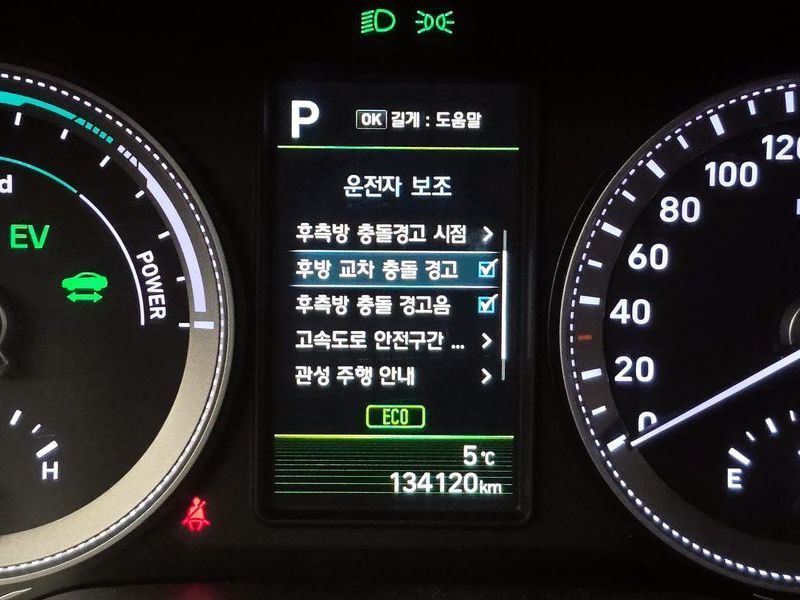 P
OK 길게 : 도움말
운전자 보조
후측방 충돌경고 시점
후방 교차 충돌 경고
후측방 충돌 경고음
고속도로 안전구간 ...
관성 주행 안내
ECO
5℃
134120km
EV
POWER
H
120
100
80
60
40
20
0
E